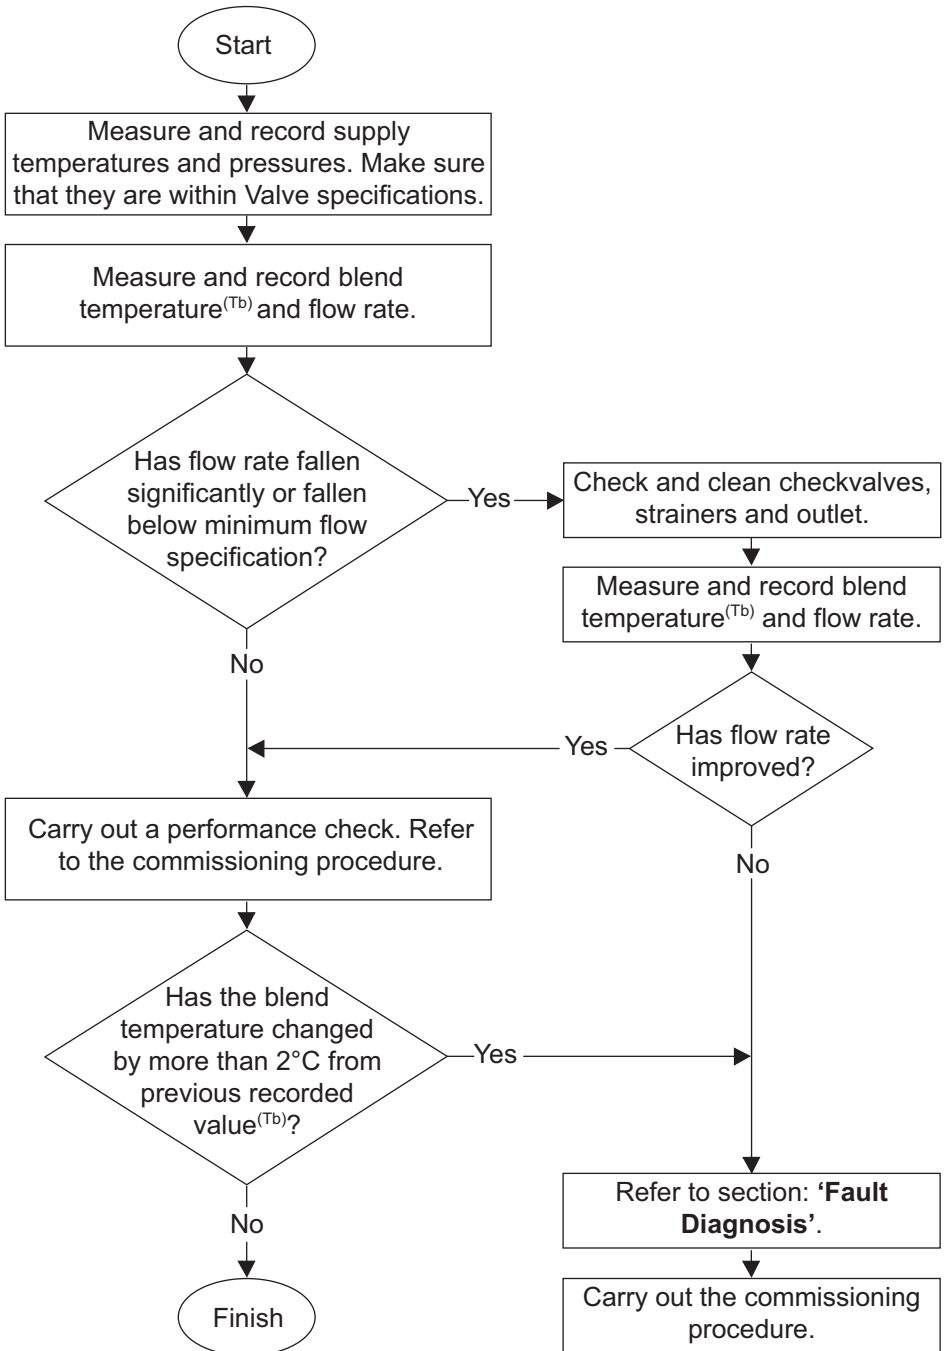 Start
Measure and record supply
temperatures and pressures. Make sure
that they are within Valve specifications.
Measure and record blend
temperature(Tb) and flow rate.
Has flow rate fallen
significantly or fallen
below minimum flow
specification?
Yes
Check and clean checkvalves,
strainers and outlet.
Measure and record blend
temperature(Tb) and flow rate.
No
Has flow rate
improved?
Yes
No
Carry out a performance check. Refer
to the commissioning procedure.
Has the blend
temperature changed
by more than 2°C from
previous recorded
value(Tb)?
Yes
No
Refer to section: ‘Fault
Diagnosis’.
Finish
Carry out the commissioning
procedure.